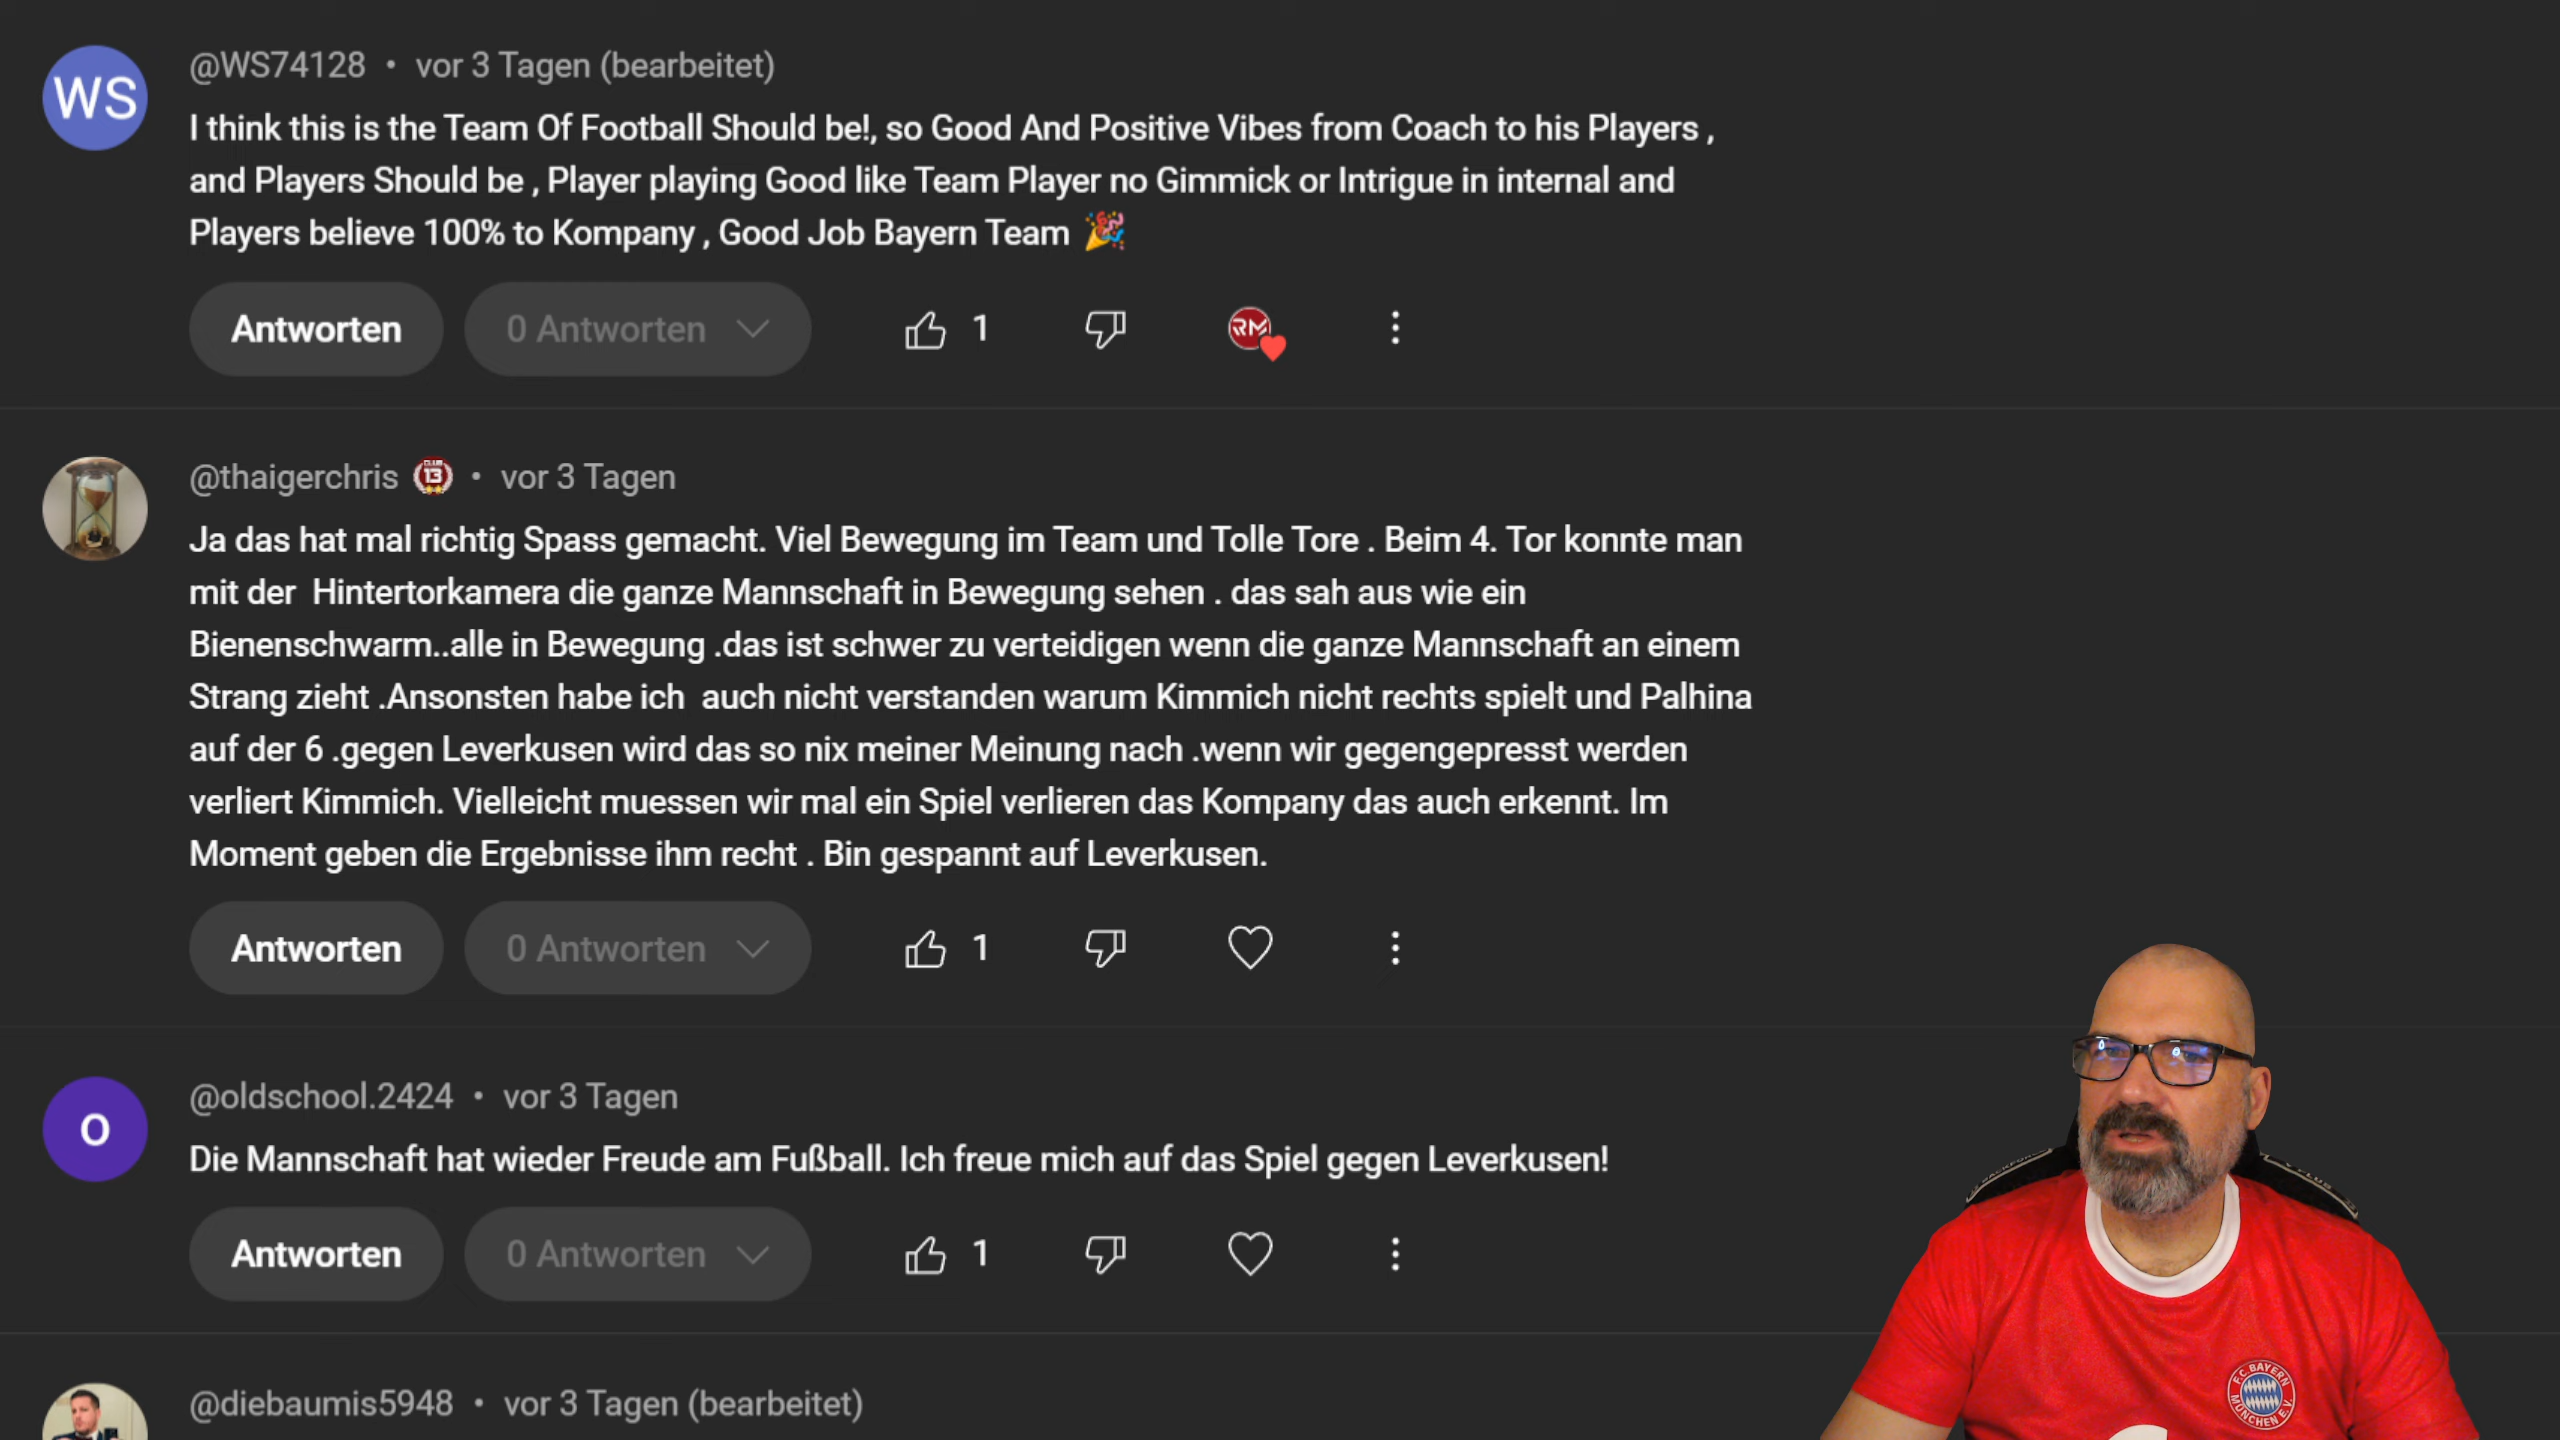 WS
@WS74128 • vor 3 Tagen (bearbeitet)
I think this is the Team Of Football Should be!, so Good And Positive Vibes from Coach to his Players ,
and Players Should be , Player playing Good like Team Player no Gimmick or Intrigue in internal and
Players believe 100% to Kompany , Good Job Bayern Team 🎉
Antworten 0 Antworten 1 RM
@thaigerchris CLUB 13 • vor 3 Tagen
Ja das hat mal richtig Spass gemacht. Viel Bewegung im Team und Tolle Tore . Beim 4. Tor konnte man
mit der  Hintertorkamera die ganze Mannschaft in Bewegung sehen . das sah aus wie ein
Bienenschwarm..alle in Bewegung .das ist schwer zu verteidigen wenn die ganze Mannschaft an einem
Strang zieht .Ansonsten habe ich  auch nicht verstanden warum Kimmich nicht rechts spielt und Palhina
auf der 6 .gegen Leverkusen wird das so nix meiner Meinung nach .wenn wir gegengepresst werden
verliert Kimmich. Vielleicht muessen wir mal ein Spiel verlieren das Kompany das auch erkennt. Im
Moment geben die Ergebnisse ihm recht . Bin gespannt auf Leverkusen.
Antworten 0 Antworten 1
O
@oldschool.2424 • vor 3 Tagen
Die Mannschaft hat wieder Freude am Fußball. Ich freue mich auf das Spiel gegen Leverkusen!
Antworten 0 Antworten 1
@diebaumis5948 • vor 3 Tagen (bearbeitet)
F.C. BAYERN
MÜNCHEN E.V.